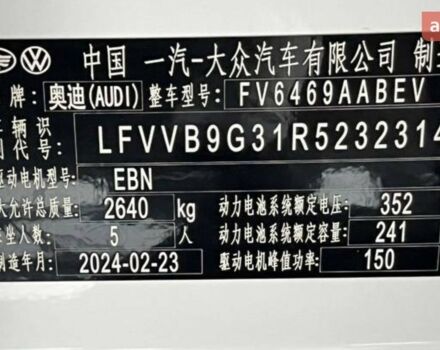 中国 一汽-大众汽车有限公司 制
牌: 奥迪(AUDI) 整车型号: FV6469AABEV
车辆识
代号: LFVVB9G31R5232314
驱动电机型号: EBN
大允许总质量: 2640 kg 动力电池系统额定电压: 352
坐人数: 5 人 动力电池系统额定容量: 241
制造年月: 2024-02-23 驱动电机峰值功率: 150